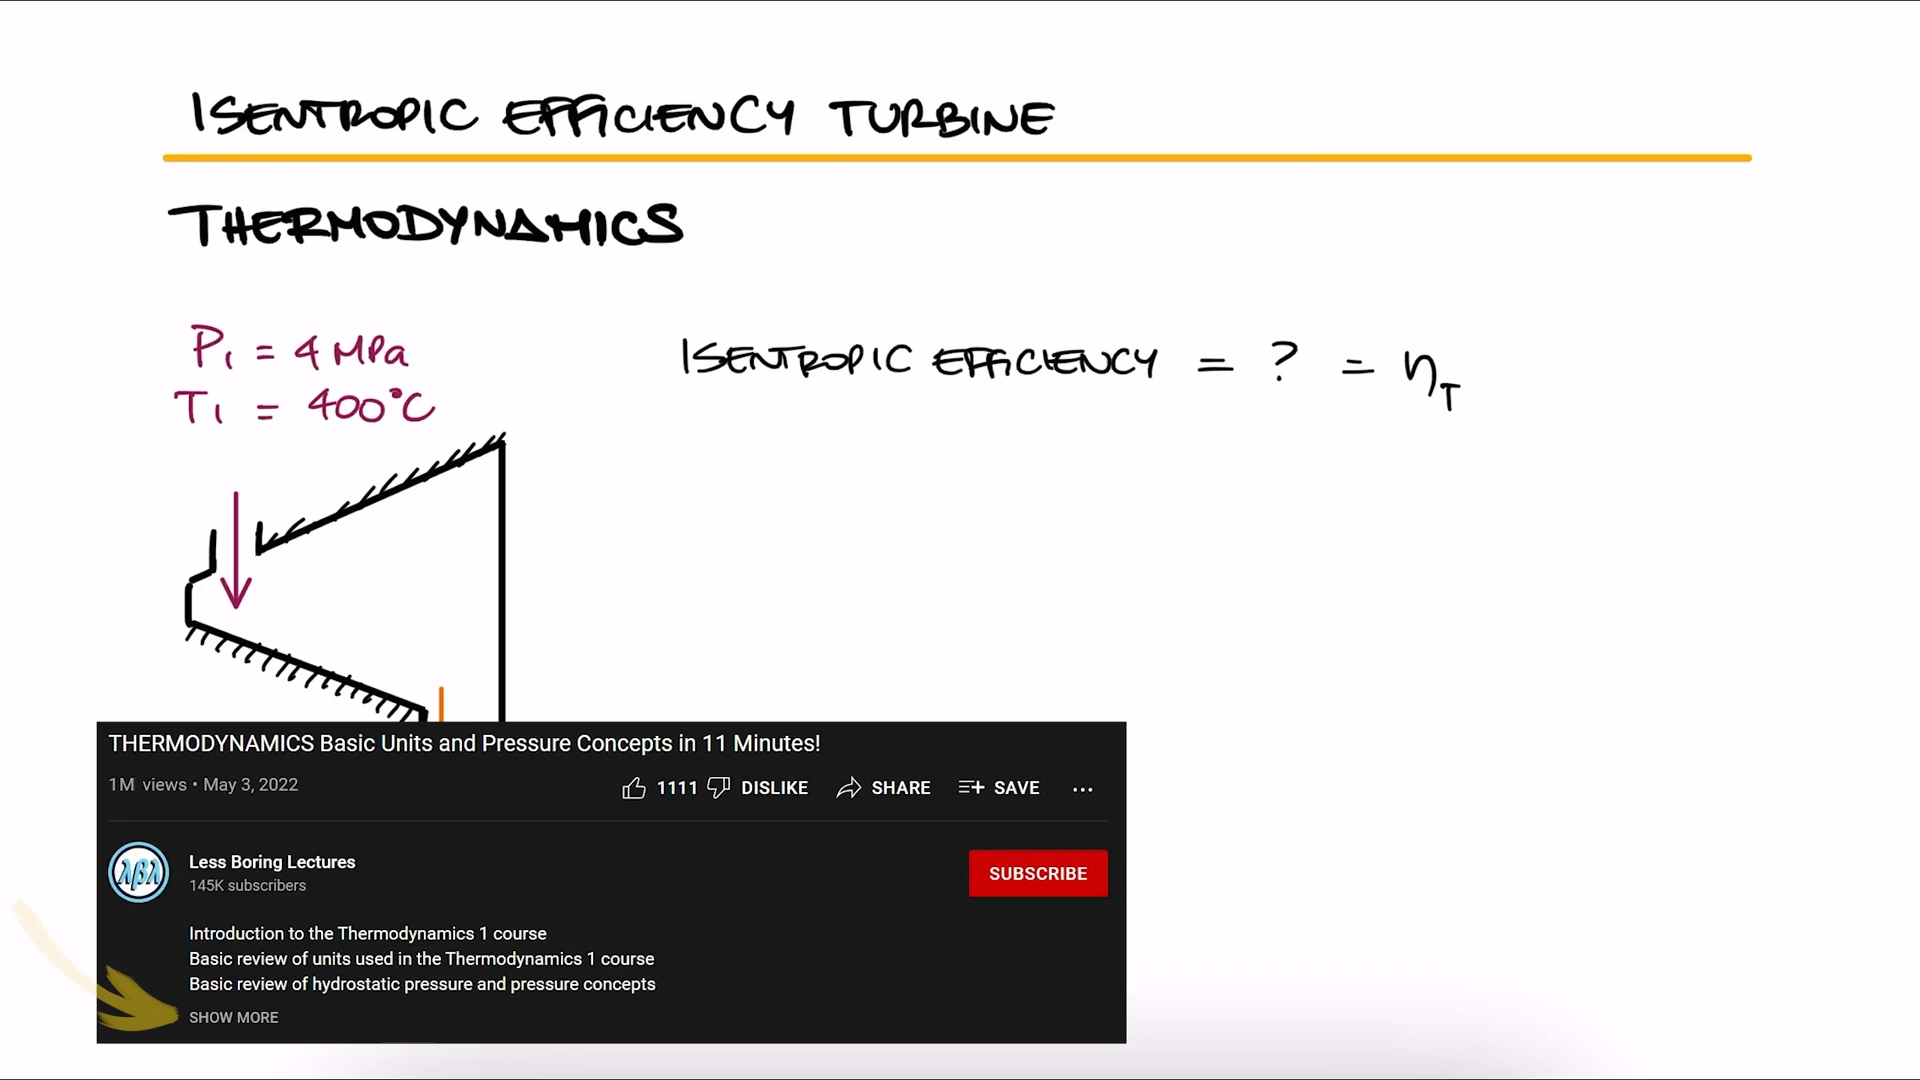 ISENTROPIC EFFICIENCY TURBINE
THERMODYNAMICS
P1 = 4 MPa
T1 = 400°C
ISENTROPIC EFFICIENCY = ? = ηT
THERMODYNAMICS Basic Units and Pressure Concepts in 11 Minutes!
1M views • May 3, 2022
1111 DISLIKE SHARE SAVE ...
λβλ
Less Boring Lectures
145K subscribers
SUBSCRIBE
Introduction to the Thermodynamics 1 course
Basic review of units used in the Thermodynamics 1 course
Basic review of hydrostatic pressure and pressure concepts
SHOW MORE